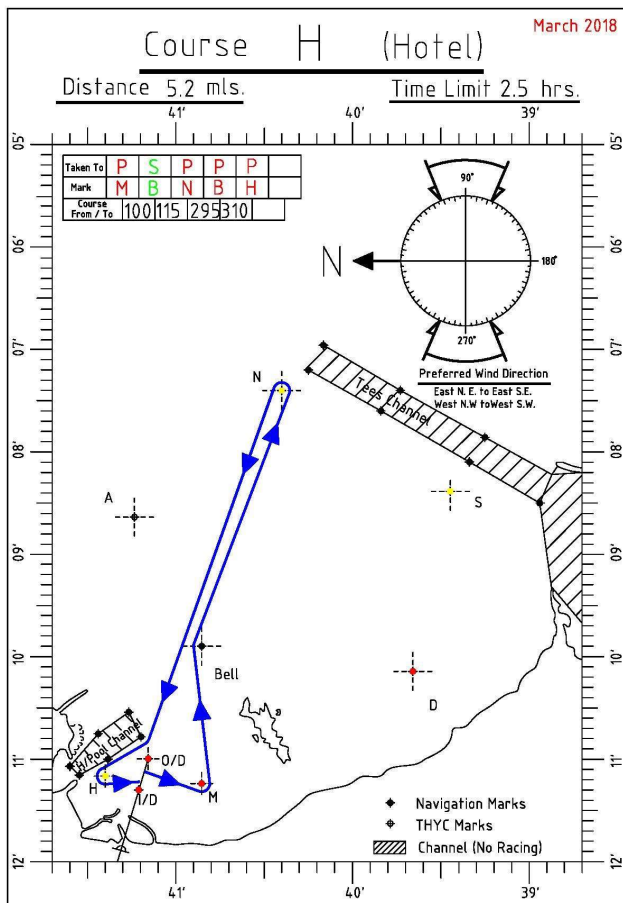 March 2018
Course H (Hotel)
Distance 5.2 mls.
Time Limit 2.5 hrs.
41' 40' 39'
05'
Taken To P S P P P
Mark M B N B H
Course From / To 100 115 295 310
06'
90°
N
180°
270°
Preferred Wind Direction
East N. E. to East S.E.
West N.W to West S.W.
07'
Tees Channel
N
08'
S
A
09'
10'
Bell
D
H/Pool Channel
11'
O/D
H
I/D
M
Navigation Marks
THYC Marks
Channel (No Racing)
12'
05'
06'
07'
08'
09'
10'
11'
12'
41' 40' 39'